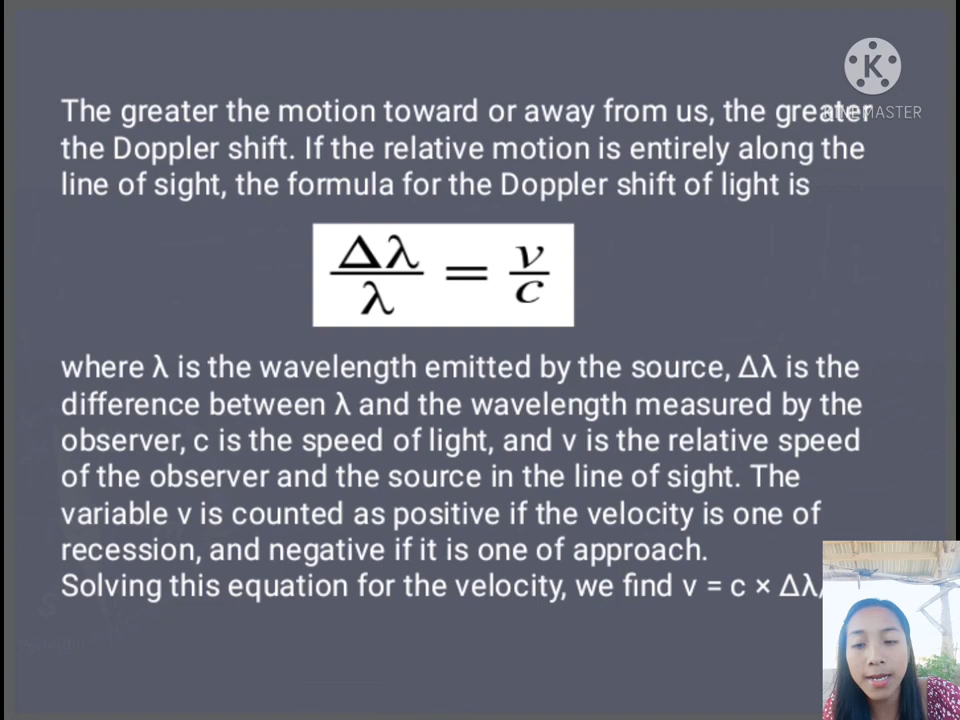 The greater the motion toward or away from us, the greater
the Doppler shift. If the relative motion is entirely along the
line of sight, the formula for the Doppler shift of light is
K
KINEMASTER
Δλ/λ = v/c
where λ is the wavelength emitted by the source, Δλ is the
difference between λ and the wavelength measured by the
observer, c is the speed of light, and v is the relative speed
of the observer and the source in the line of sight. The
variable v is counted as positive if the velocity is one of
recession, and negative if it is one of approach.
Solving this equation for the velocity, we find v = c × Δλ/